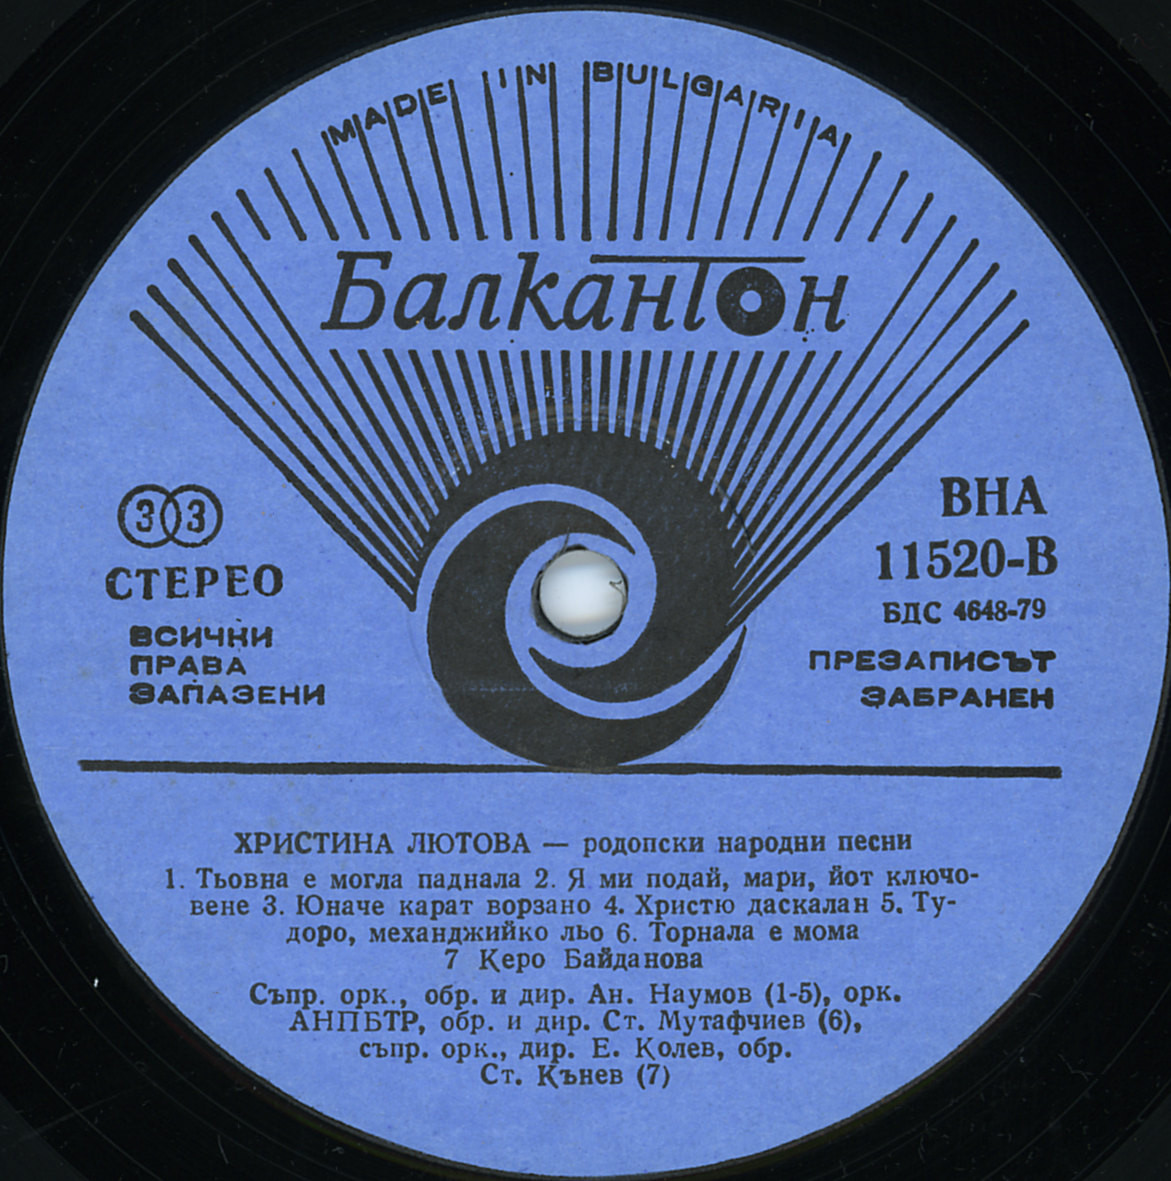 MADE IN BULGARIA
Балкантон
33
СТЕРЕО
ВСИЧКИ
ПРАВА
ЗАПАЗЕНИ
ВНА
11520-В
БДС 4648-79
ПРЕЗАПИСЪТ
ЗАБРАНЕН
ХРИСТИНА ЛЮТОВА — родопски народни песни
1. Тьовна е могла паднала 2. Я ми подай, мари, йот ключо-
вене 3. Юначе карат ворзано 4. Христю даскалан 5. Ту-
доро, механджийко льо 6. Торнала е мома
7 Керо Байданова
Съпр. орк., обр. и дир. Ан. Наумов (1-5), орк.
АНПБТР, обр. и дир. Ст. Мутафчиев (6),
съпр. орк., дир. Е. Колев, обр.
Ст. Кънев (7)